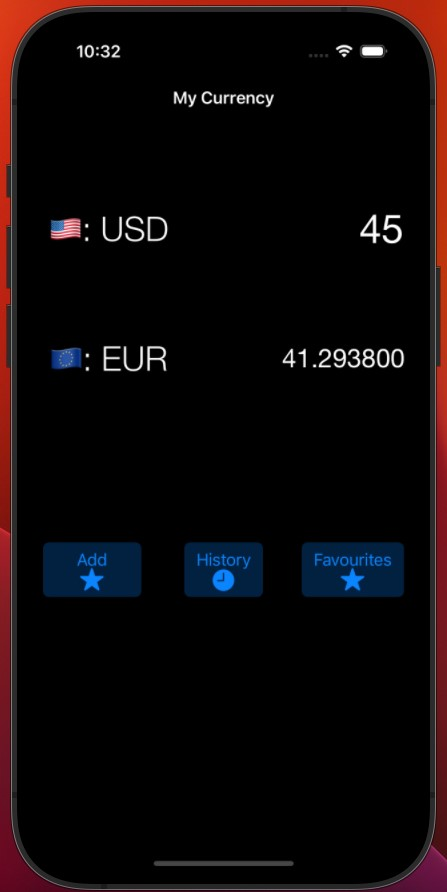 10:32
My Currency
🇺🇸: USD 45
🇪🇺: EUR 41.293800
Add History Favourites